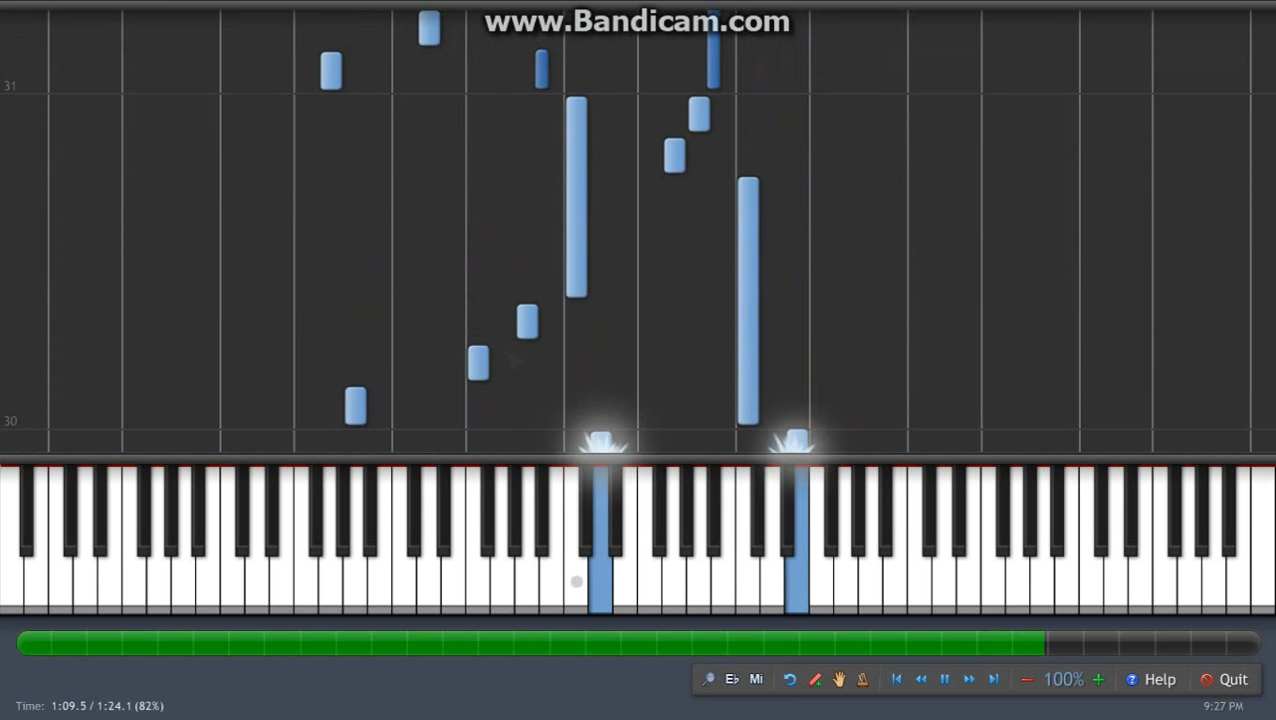 www.Bandicam.com
31
30
E♭ Mi 100% Help Quit
Time: 1:09.5 / 1:24.1 (82%) 9:27 PM